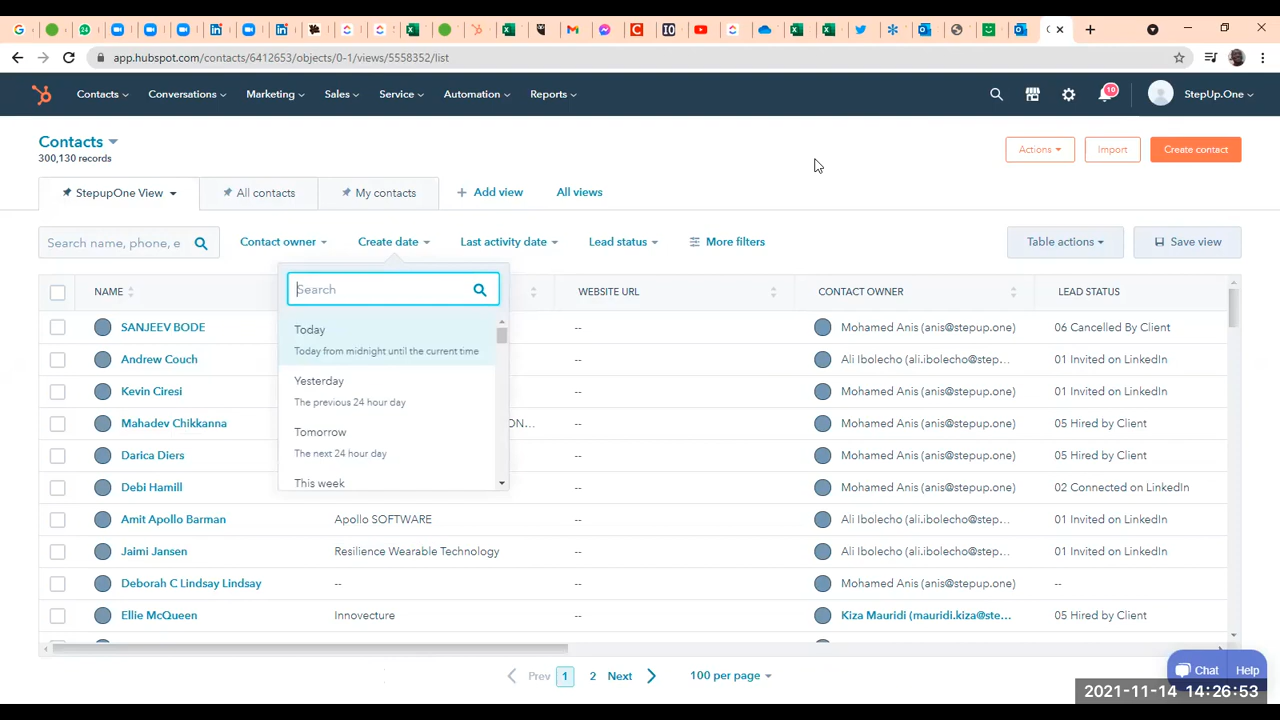 app.hubspot.com/contacts/6412653/objects/0-1/views/5558352/list
Contacts Conversations Marketing Sales Service Automation Reports 10 StepUp.One
Contacts
300,130 records
Actions Import Create contact
StepupOne View All contacts My contacts + Add view All views
Search name, phone, e Contact owner Create date Last activity date Lead status More filters Table actions Save view
NAME WEBSITE URL CONTACT OWNER LEAD STATUS
Search
Today
Today from midnight until the current time
Yesterday
The previous 24 hour day
Tomorrow
The next 24 hour day
This week
SANJEEV BODE -- Mohamed Anis (anis@stepup.one) 06 Cancelled By Client
Andrew Couch -- Ali Ibolecho (ali.ibolecho@step... 01 Invited on LinkedIn
Kevin Ciresi -- Mohamed Anis (anis@stepup.one) 01 Invited on LinkedIn
Mahadev Chikkanna ON... -- Mohamed Anis (anis@stepup.one) 05 Hired by Client
Darica Diers -- Mohamed Anis (anis@stepup.one) 05 Hired by Client
Debi Hamill -- Mohamed Anis (anis@stepup.one) 02 Connected on LinkedIn
Amit Apollo Barman Apollo SOFTWARE -- Ali Ibolecho (ali.ibolecho@step... 01 Invited on LinkedIn
Jaimi Jansen Resilience Wearable Technology -- Ali Ibolecho (ali.ibolecho@step... 01 Invited on LinkedIn
Deborah C Lindsay Lindsay -- -- Mohamed Anis (anis@stepup.one) --
Ellie McQueen Innovecture -- Kiza Mauridi (mauridi.kiza@ste... 05 Hired by Client
Prev 1 2 Next 100 per page
Chat Help
2021-11-14 14:26:53